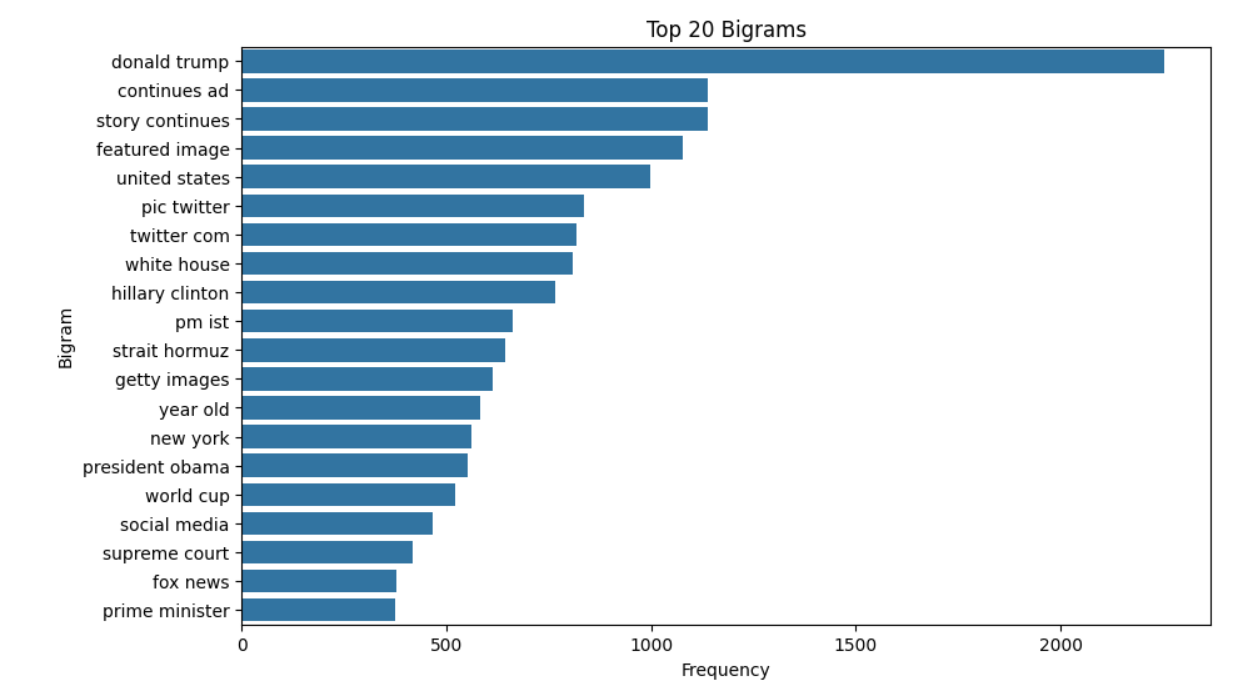 Top 20 Bigrams
donald trump
continues ad
story continues
featured image
united states
pic twitter
twitter com
white house
hillary clinton
pm ist
strait hormuz
getty images
year old
new york
president obama
world cup
social media
supreme court
fox news
prime minister
Bigram
0 500 1000 1500 2000
Frequency